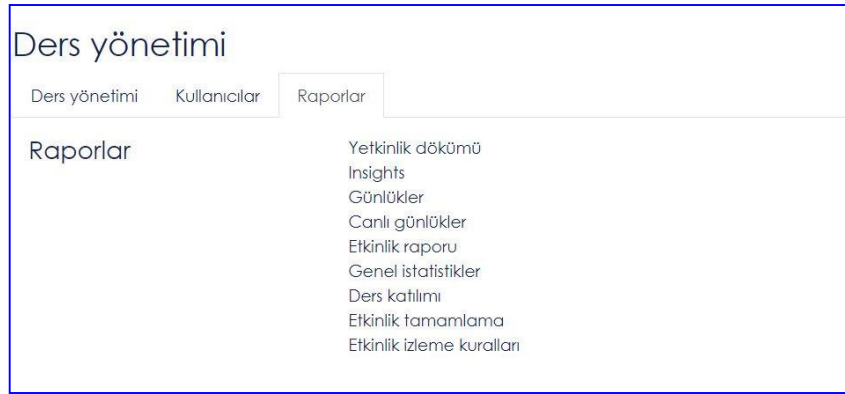 Ders yönetimi
Ders yönetimi Kullanıcılar Raporlar
Raporlar
Yetkinlik dökümü
Insights
Günlükler
Canlı günlükler
Etkinlik raporu
Genel istatistikler
Ders katılımı
Etkinlik tamamlama
Etkinlik izleme kuralları